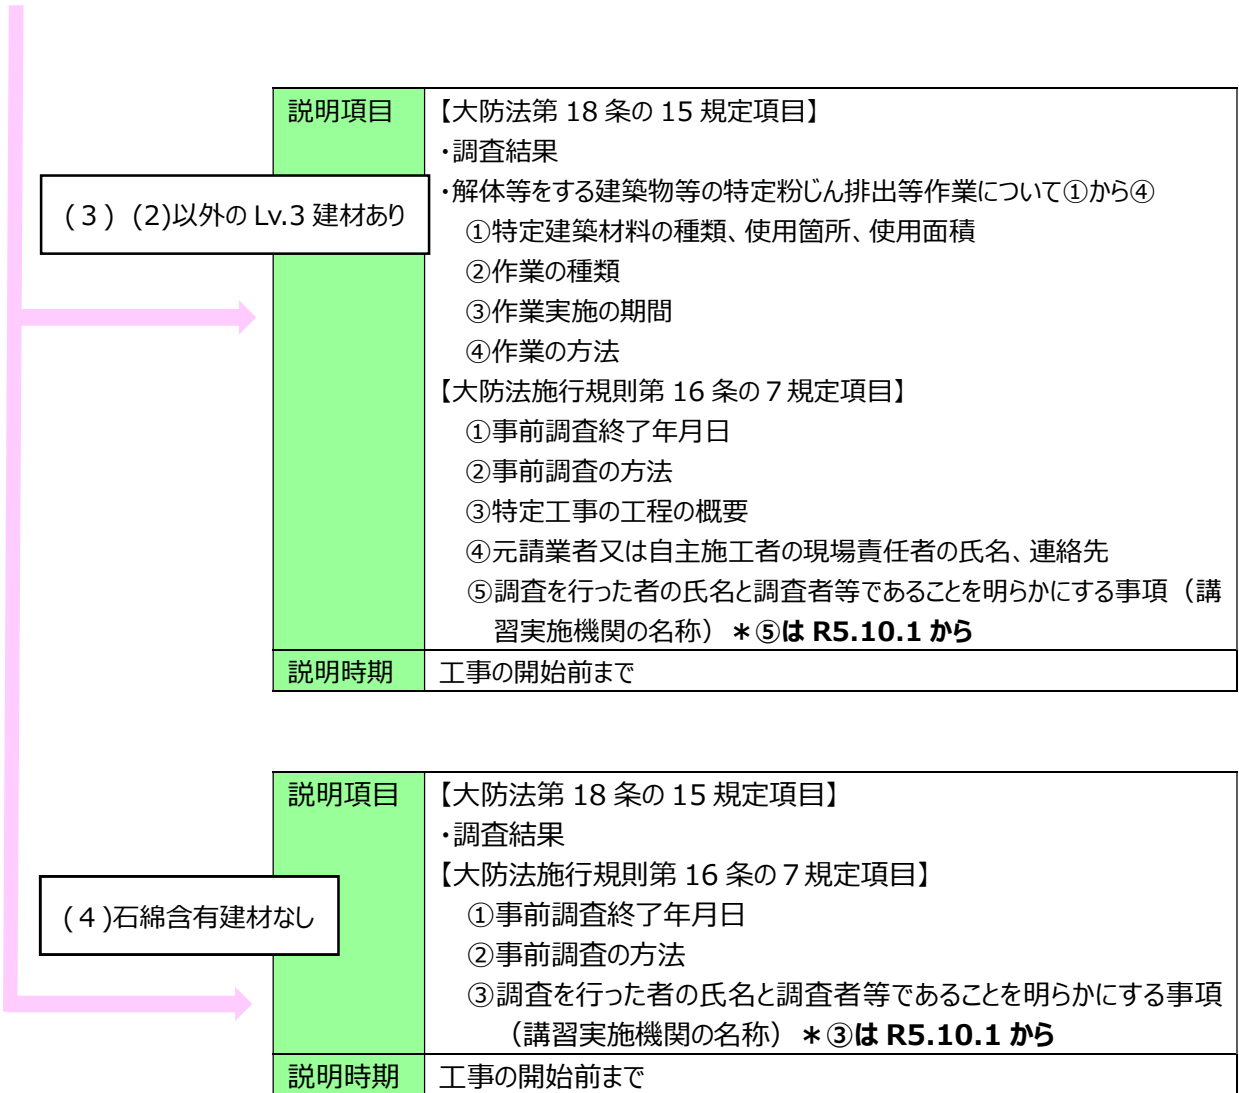 (3) (2)以外の Lv.3 建材あり
説明項目
【大防法第 18 条の 15 規定項目】
・調査結果
・解体等をする建築物等の特定粉じん排出等作業について①から④
①特定建築材料の種類、使用箇所、使用面積
②作業の種類
③作業実施の期間
④作業の方法
【大防法施行規則第 16 条の 7 規定項目】
①事前調査終了年月日
②事前調査の方法
③特定工事の工程の概要
④元請業者又は自主施工者の現場責任者の氏名、連絡先
⑤調査を行った者の氏名と調査者等であることを明らかにする事項（講
習実施機関の名称）＊⑤は R5.10.1 から
説明時期
工事の開始前まで
(4)石綿含有建材なし
説明項目
【大防法第 18 条の 15 規定項目】
・調査結果
【大防法施行規則第 16 条の 7 規定項目】
①事前調査終了年月日
②事前調査の方法
③調査を行った者の氏名と調査者等であることを明らかにする事項
（講習実施機関の名称）＊③は R5.10.1 から
説明時期
工事の開始前まで